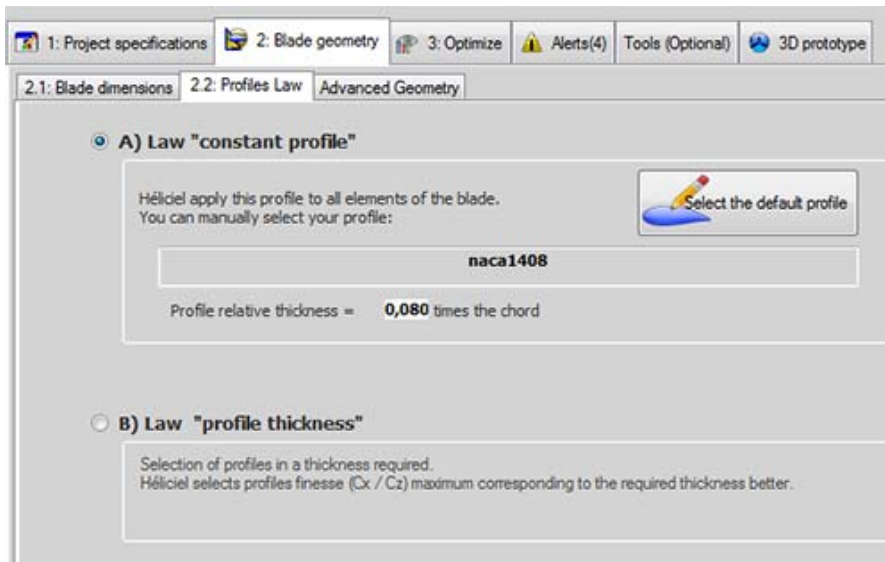 1: Project specifications 2: Blade geometry 3: Optimize Alerts(4) Tools (Optional) 3D prototype
2.1: Blade dimensions 2.2: Profiles Law Advanced Geometry
A) Law "constant profile"
Héliciel apply this profile to all elements of the blade.
You can manually select your profile:
Select the default profile
naca1408
Profile relative thickness = 0,080 times the chord
B) Law "profile thickness"
Selection of profiles in a thickness required.
Héliciel selects profiles finesse (Cx / Cz) maximum corresponding to the required thickness better.